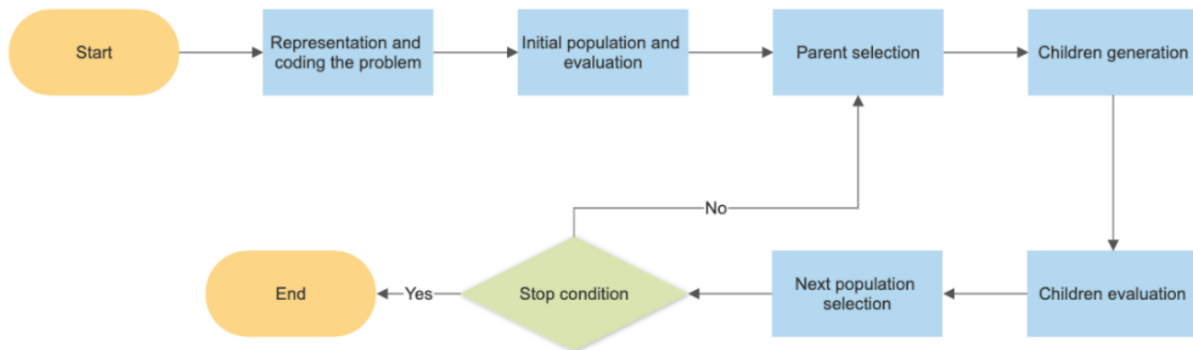 Start
Representation and
coding the problem
Initial population and
evaluation
Parent selection
Children generation
No
End
Yes
Stop condition
Next population
selection
Children evaluation